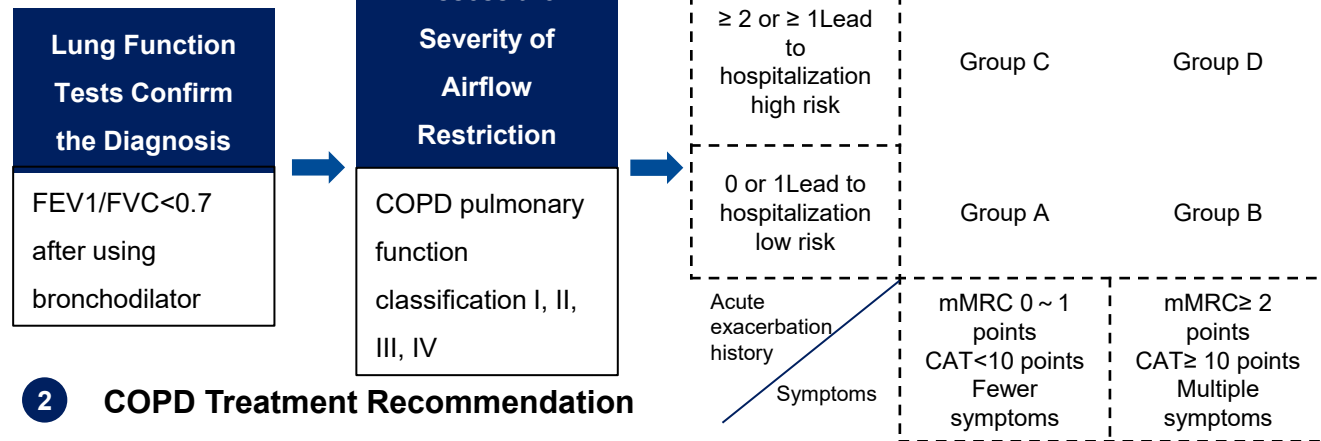 Lung Function
Tests Confirm
the Diagnosis
FEV1/FVC<0.7
after using
bronchodilator
Severity of
Airflow
Restriction
COPD pulmonary
function
classification I, II,
III, IV
≥ 2 or ≥ 1Lead
to
hospitalization
high risk
Group C
Group D
0 or 1Lead to
hospitalization
low risk
Group A
Group B
Acute
exacerbation
history
Symptoms
mMRC 0~1
points
CAT<10 points
Fewer
symptoms
mMRC≥ 2
points
CAT≥ 10 points
Multiple
symptoms
2 COPD Treatment Recommendation